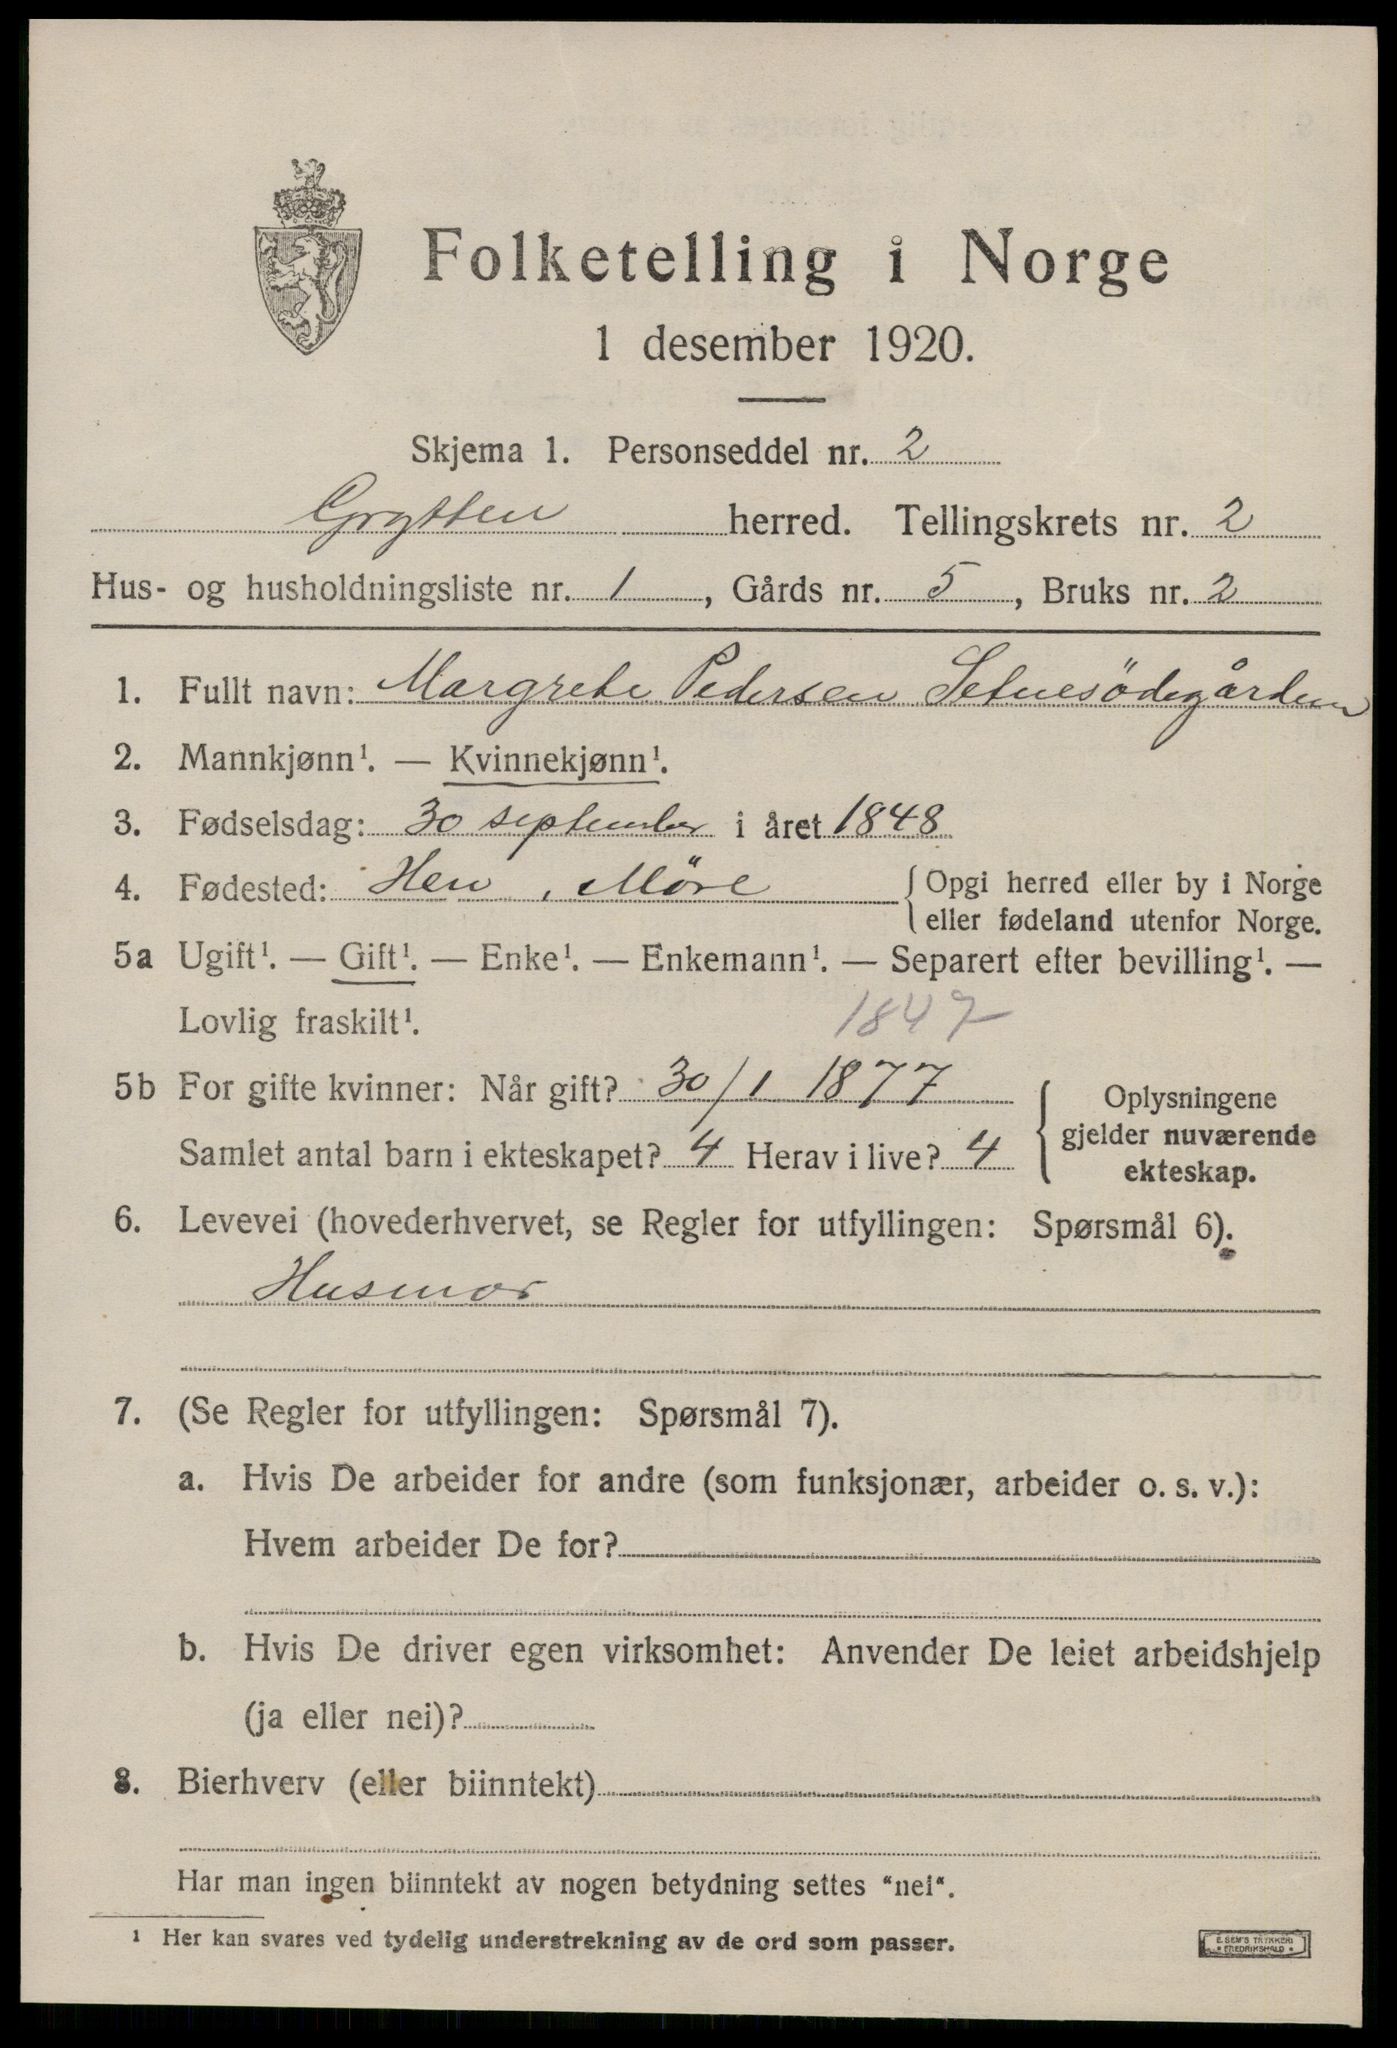 Folketelling i Norge
1 desember 1920.
Skjema 1. Personseddel nr. 2
Grytten herred. Tellingskrets nr. 2
Hus- og husholdningsliste nr. 1, Gårds nr. 5, Bruks nr. 2
1. Fullt navn: Margrete Pedersen Setnesödegården
2. Mannkjønn¹. — Kvinnekjønn¹.
3. Fødselsdag: 30 september i året 1848
4. Fødested: Hen, Möre { Opgi herred eller by i Norge
eller fødeland utenfor Norge.
5a Ugift¹. — Gift¹. — Enke¹. — Enkemann¹. — Separert efter bevilling¹. —
Lovlig fraskilt¹. 1847
5b For gifte kvinner: Når gift? 30/1 1877 { Oplysningene
gjelder nuværende
Samlet antal barn i ekteskapet? 4 Herav i live? 4 ekteskap.
6. Levevei (hovederhvervet, se Regler for utfyllingen: Spørsmål 6).
Husmor
7. (Se Regler for utfyllingen: Spørsmål 7).
a. Hvis De arbeider for andre (som funksjonær, arbeider o. s. v.):
Hvem arbeider De for?
b. Hvis De driver egen virksomhet: Anvender De leiet arbeidshjelp
(ja eller nei)?
8. Bierhverv (eller biinntekt)
Har man ingen biinntekt av nogen betydning settes "nei".
¹ Her kan svares ved tydelig understrekning av de ord som passer.
E. SEM'S TRYKKERI
* FREDRIKSHALD *